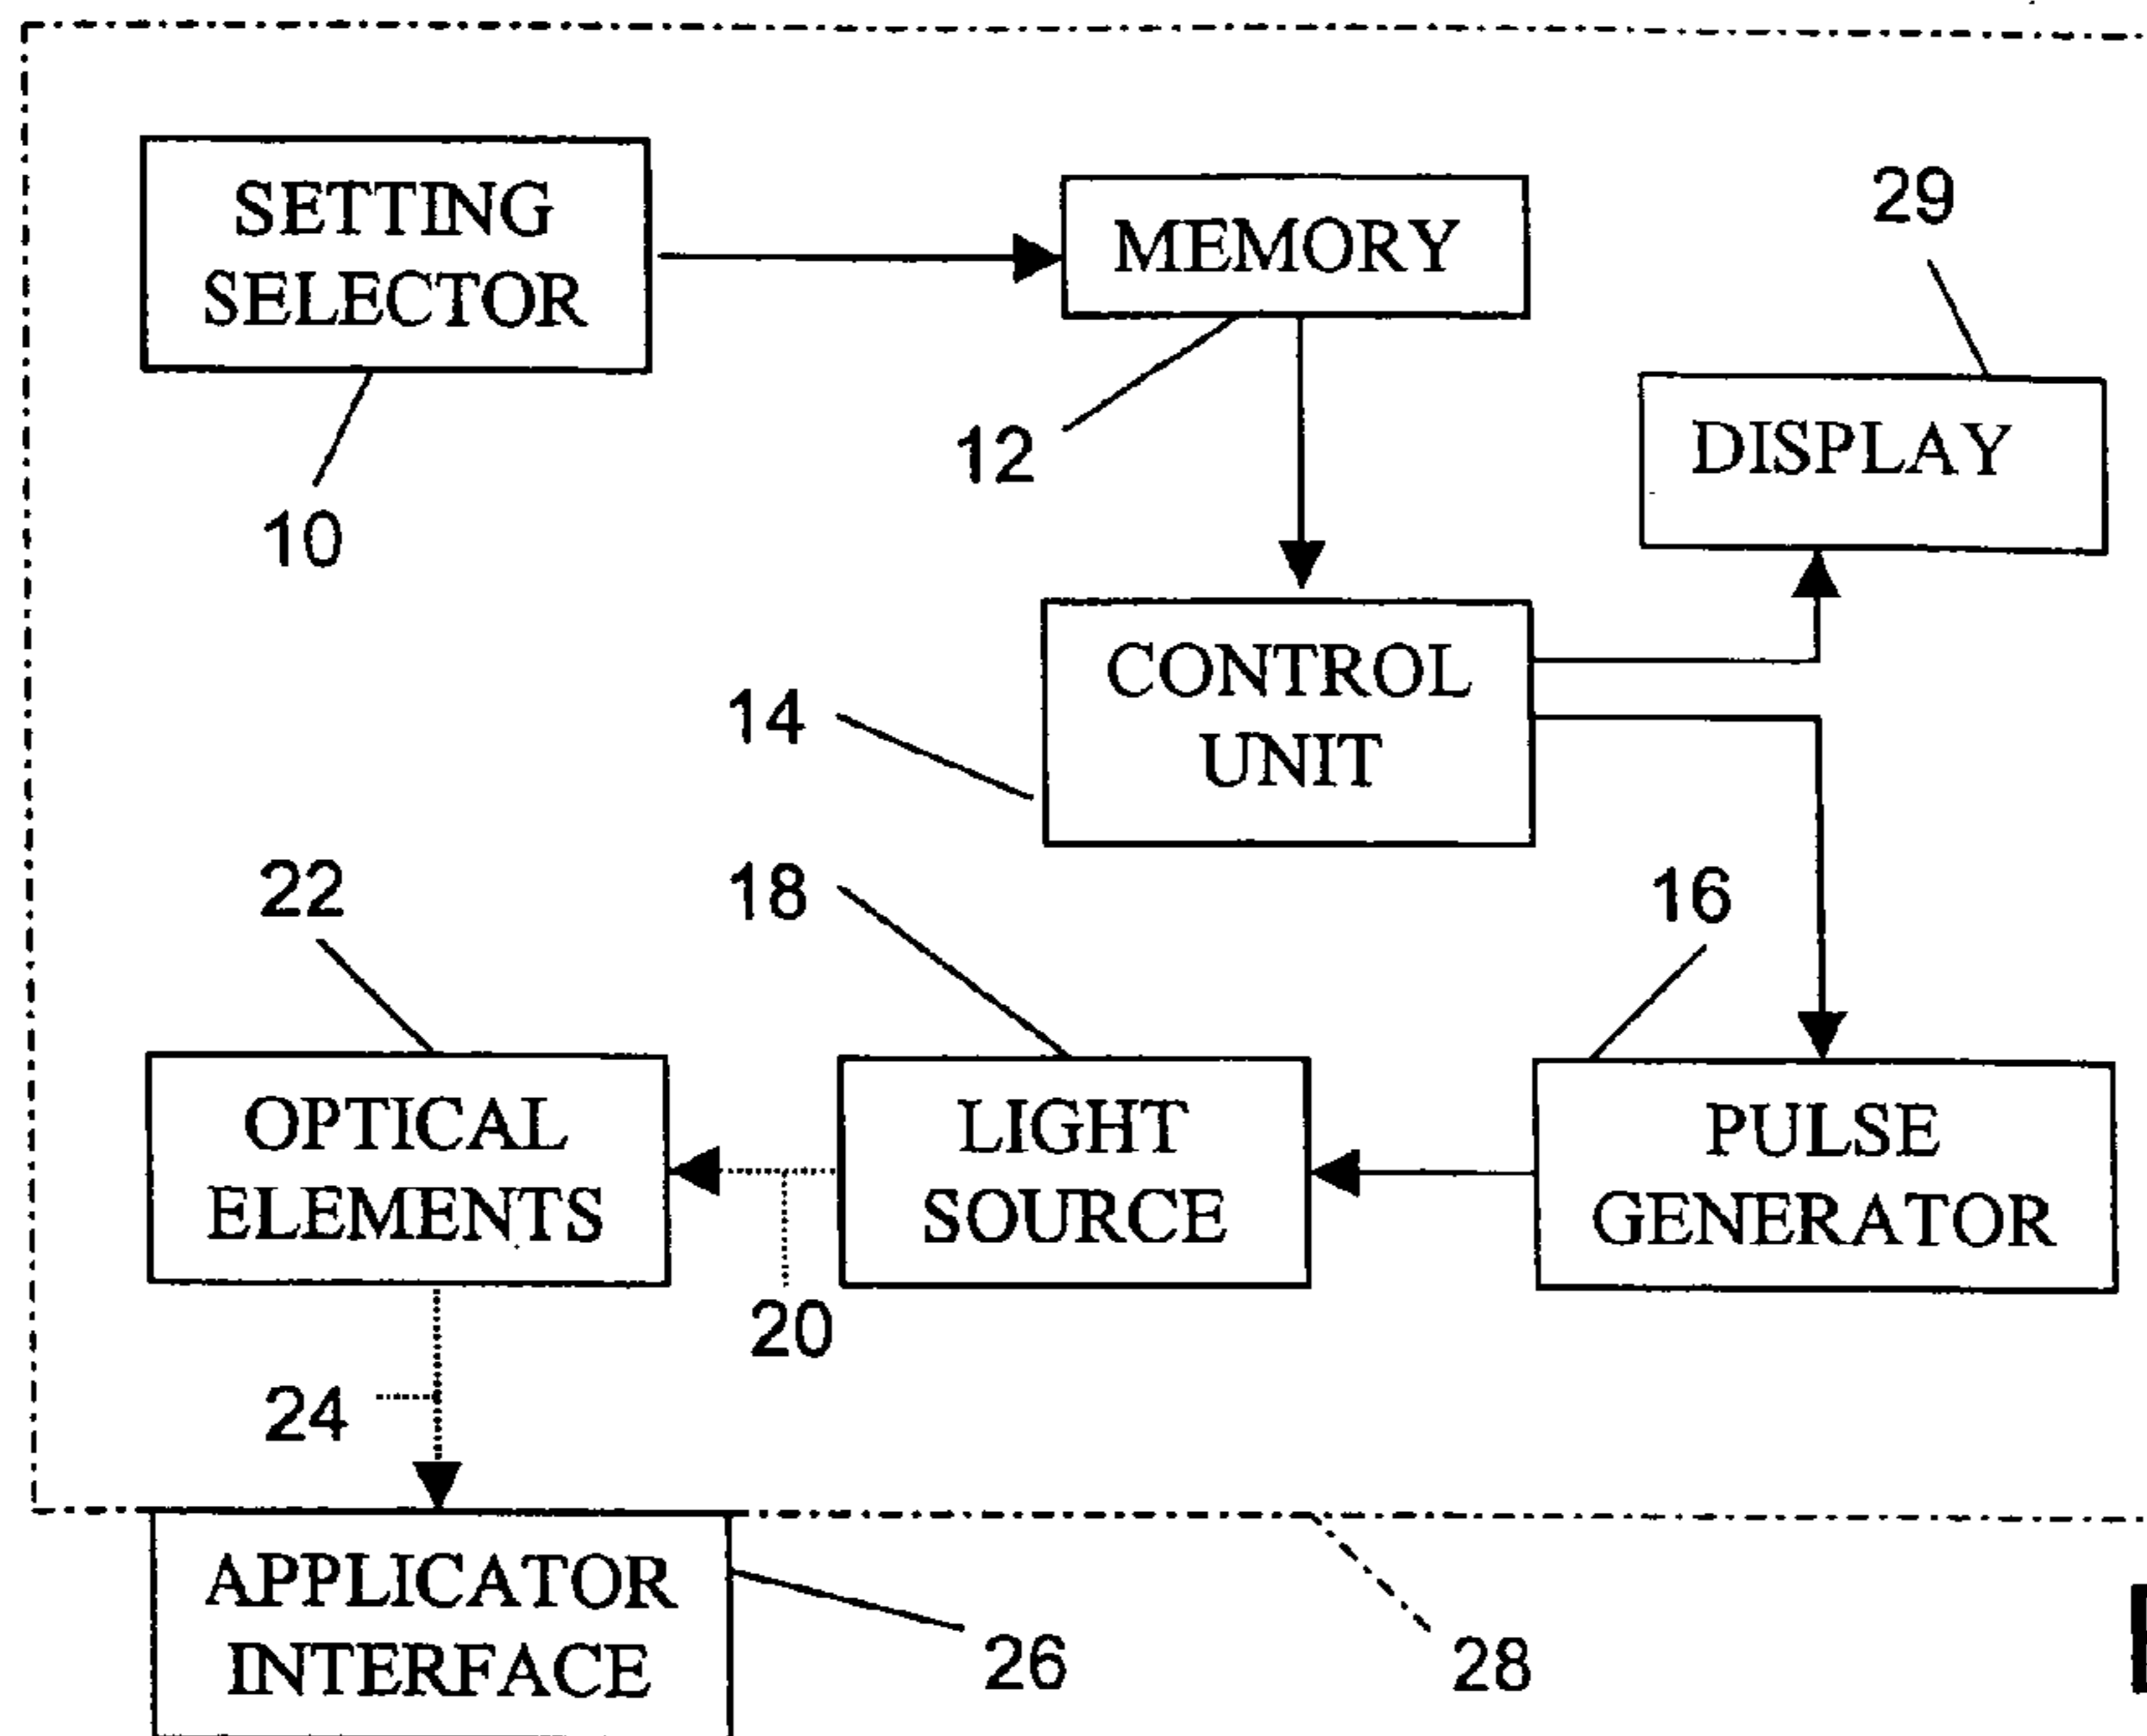 SETTING
SELECTOR
10
MEMORY
12
29
DISPLAY
CONTROL
UNIT
14
22
18
16
OPTICAL
ELEMENTS
LIGHT
SOURCE
PULSE
GENERATOR
20
24
APPLICATOR
INTERFACE
26
28